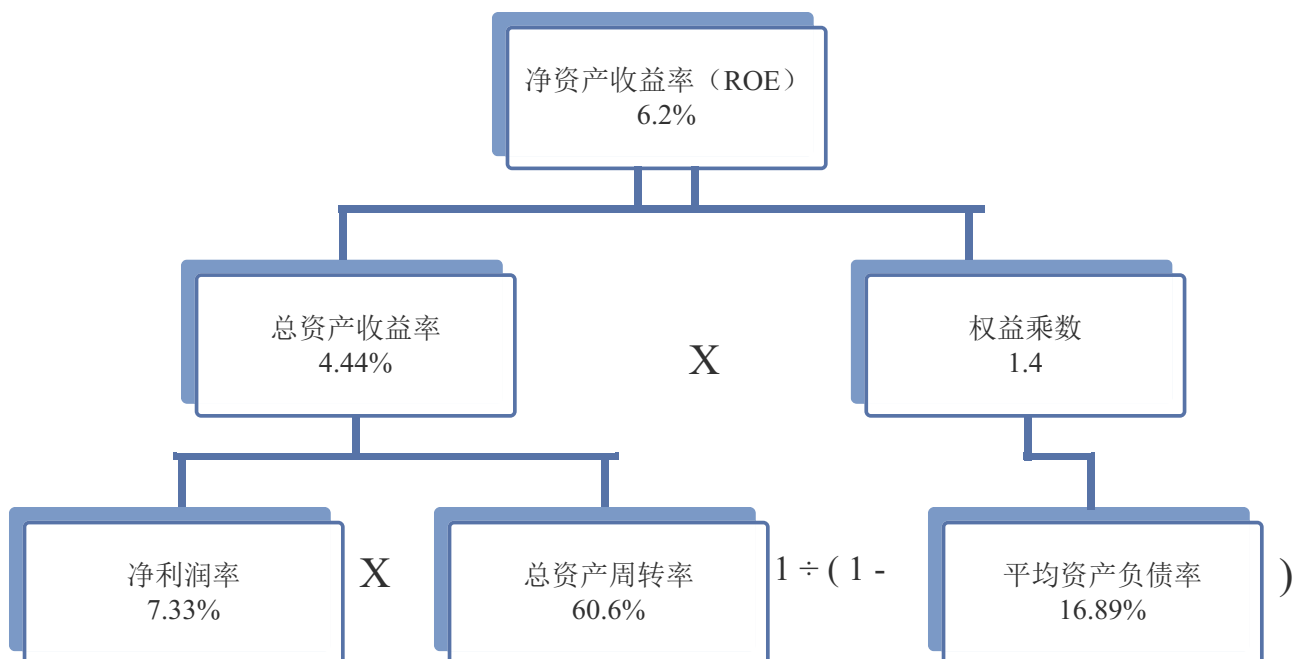 净资产收益率（ROE）
6.2%
总资产收益率
4.44%
X
权益乘数
1.4
净利润率
7.33%
X
总资产周转率
60.6%
1 ÷ ( 1 -
平均资产负债率
16.89%
)